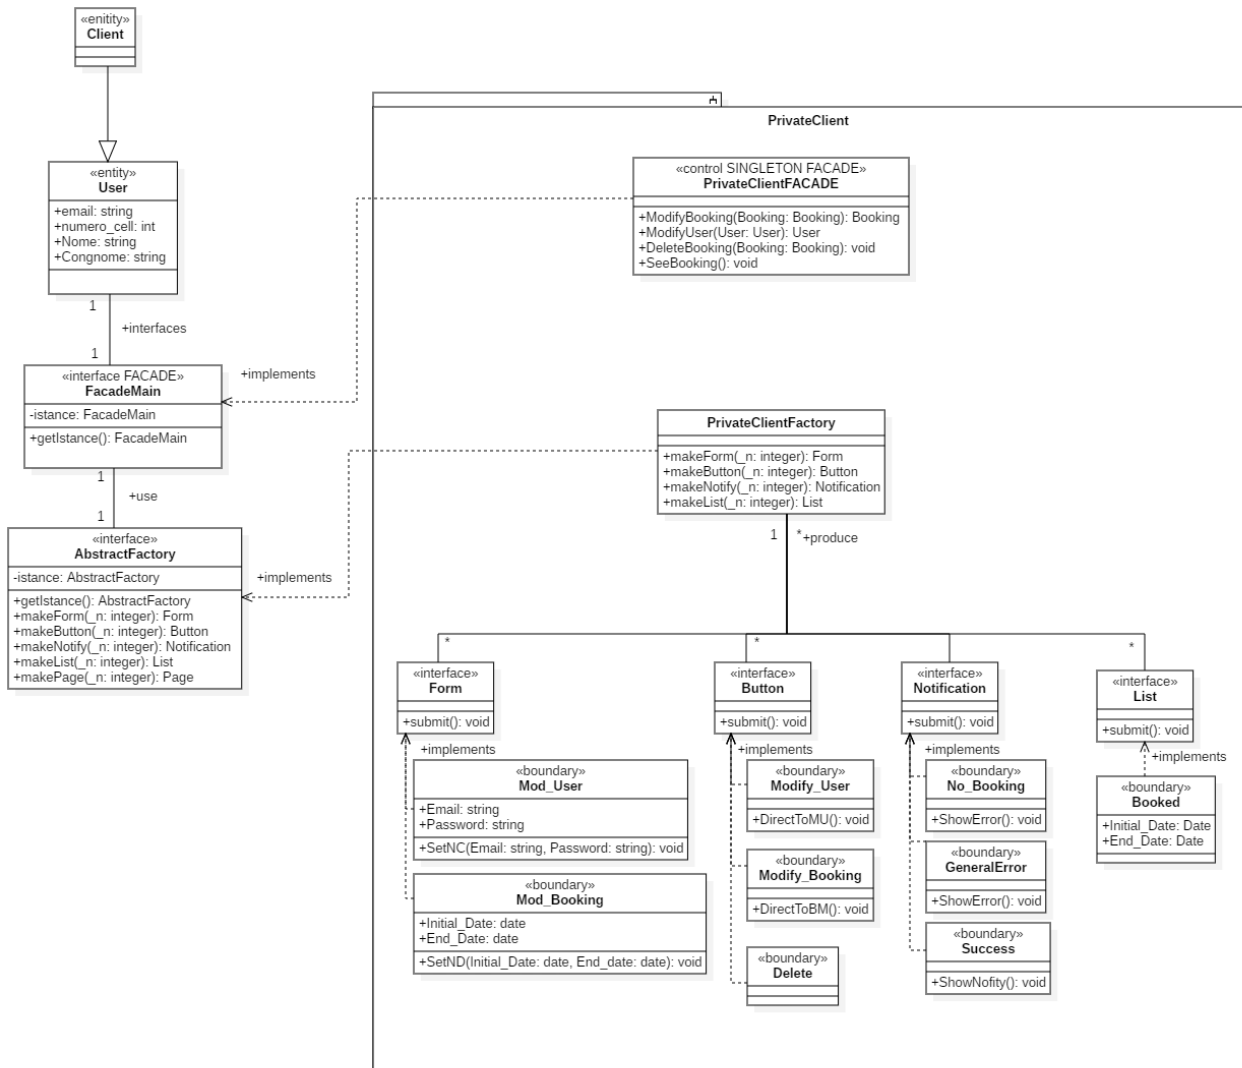 «enitity»
Client
«entity»
User
+email: string
+numero_cell: int
+Nome: string
+Congnome: string
1
+interfaces
1
«interface FACADE»
FacadeMain
-istance: FacadeMain
+getIstance(): FacadeMain
1
+use
1
«interface»
AbstractFactory
-istance: AbstractFactory
+getIstance(): AbstractFactory
+makeForm(_n: integer): Form
+makeButton(_n: integer): Button
+makeNotify(_n: integer): Notification
+makeList(_n: integer): List
+makePage(_n: integer): Page
+implements
+implements
PrivateClient
«control SINGLETON FACADE»
PrivateClientFACADE
+ModifyBooking(Booking: Booking): Booking
+ModifyUser(User: User): User
+DeleteBooking(Booking: Booking): void
+SeeBooking(): void
PrivateClientFactory
+makeForm(_n: integer): Form
+makeButton(_n: integer): Button
+makeNotify(_n: integer): Notification
+makeList(_n: integer): List
1
* +produce
*
*
*
«interface»
Form
+submit(): void
+implements
«boundary»
Mod_User
+Email: string
+Password: string
+SetNC(Email: string, Password: string): void
«boundary»
Mod_Booking
+Initial_Date: date
+End_Date: date
+SetND(Initial_Date: date, End_date: date): void
«interface»
Button
+submit(): void
+implements
«boundary»
Modify_User
+DirectToMU(): void
«boundary»
Modify_Booking
+DirectToBM(): void
«boundary»
Delete
«interface»
Notification
+submit(): void
+implements
«boundary»
No_Booking
+ShowError(): void
«boundary»
GeneralError
+ShowError(): void
«boundary»
Success
+ShowNofity(): void
«interface»
List
+submit(): void
+implements
«boundary»
Booked
+Initial_Date: Date
+End_Date: Date